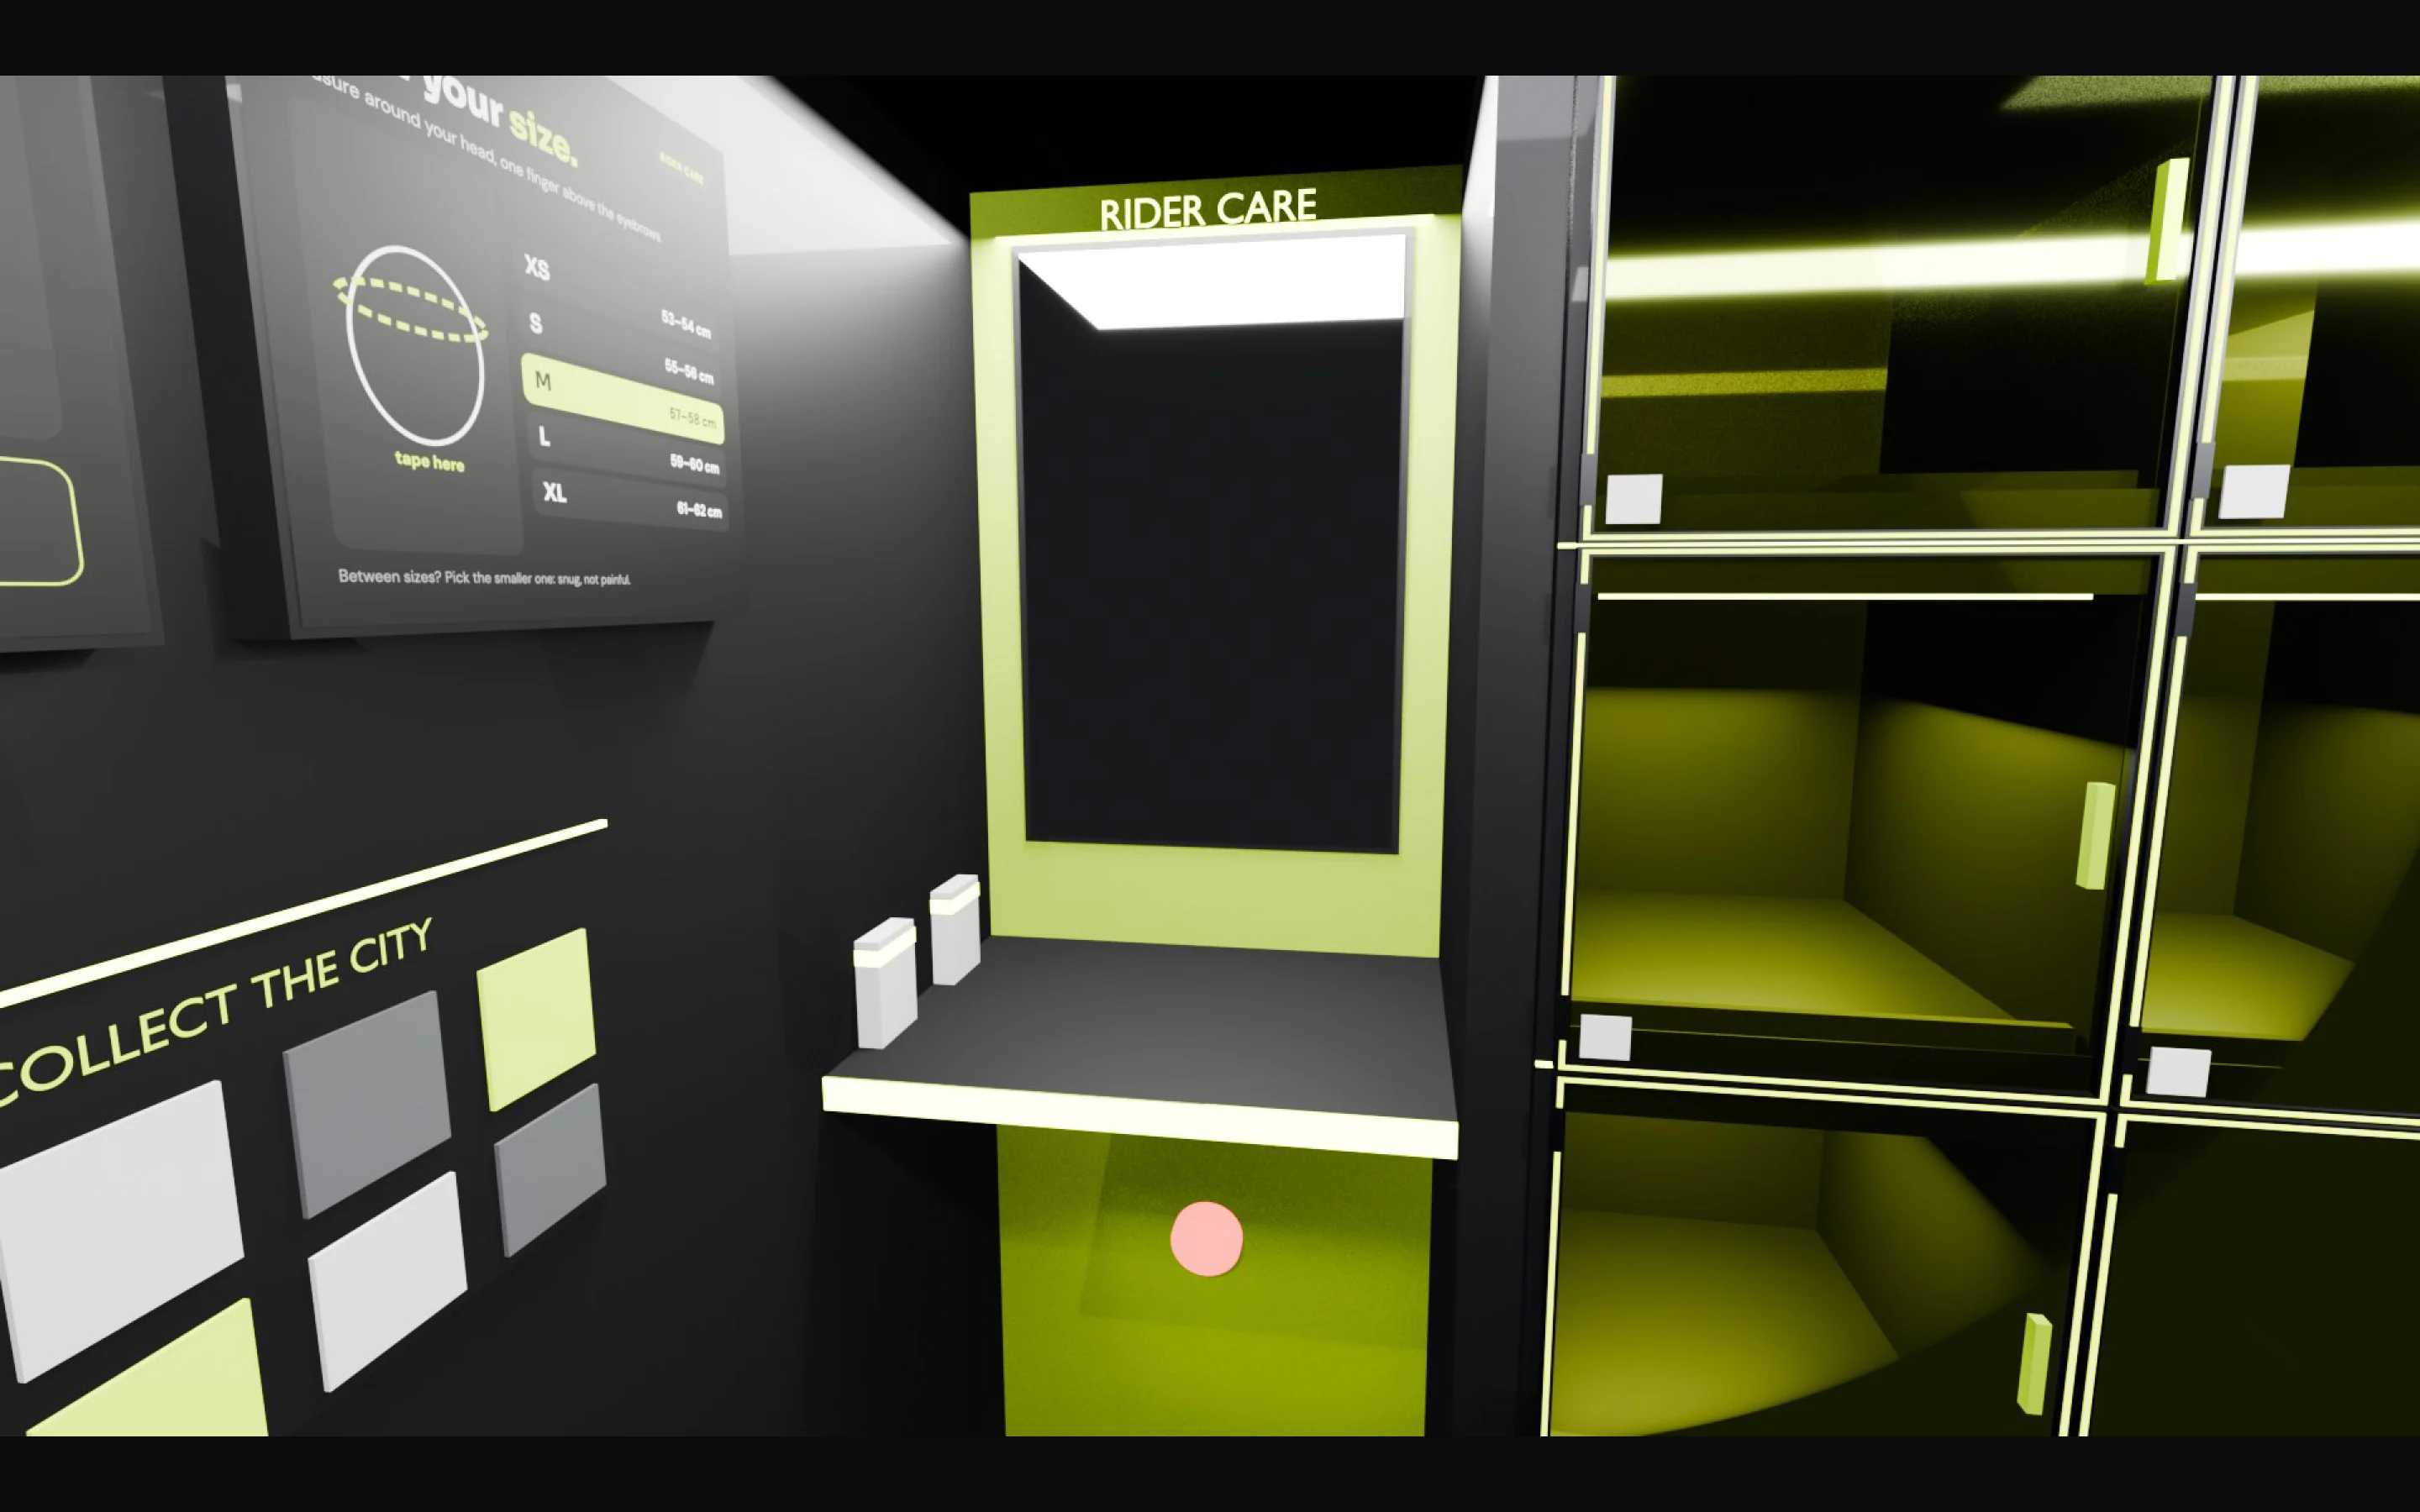 your size.
RIDER CARE
around your head, one finger above the eyebrows.
XS
53–54 cm
S
55–56 cm
M
57–58 cm
L
59–60 cm
XL
61–62 cm
tape here
Between sizes? Pick the smaller one: snug, not painful.
RIDER CARE
COLLECT THE CITY